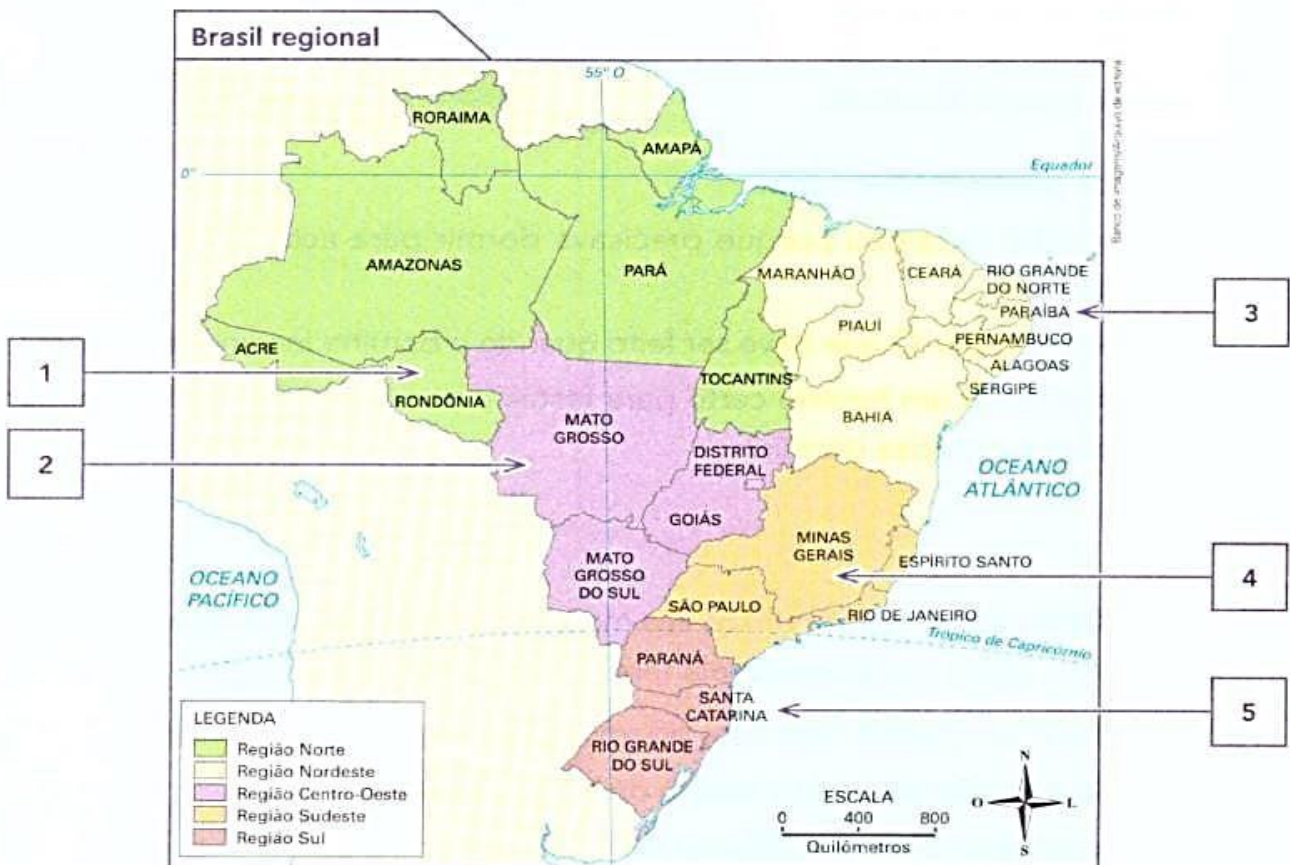 Brasil regional
55° O
RORAIMA
AMAPÁ
Equador
0°
AMAZONAS
PARÁ
MARANHÃO
CEARÁ
RIO GRANDE
DO NORTE
3
PARAÍBA
PIAUÍ
PERNAMBUCO
ACRE
ALAGOAS
1
TOCANTINS
SERGIPE
RONDÔNIA
BAHIA
MATO
GROSSO
2
DISTRITO
FEDERAL
OCEANO
ATLÂNTICO
GOIÁS
MINAS
GERAIS
ESPÍRITO SANTO
4
MATO
GROSSO
DO SUL
OCEANO
PACÍFICO
SÃO PAULO
RIO DE JANEIRO
Trópico de Capricórnio
PARANÁ
SANTA
CATARINA
5
LEGENDA
Região Norte
Região Nordeste
Região Centro-Oeste
Região Sudeste
Região Sul
RIO GRANDE
DO SUL
ESCALA
0 400 800
Quilômetros
N
O L
S